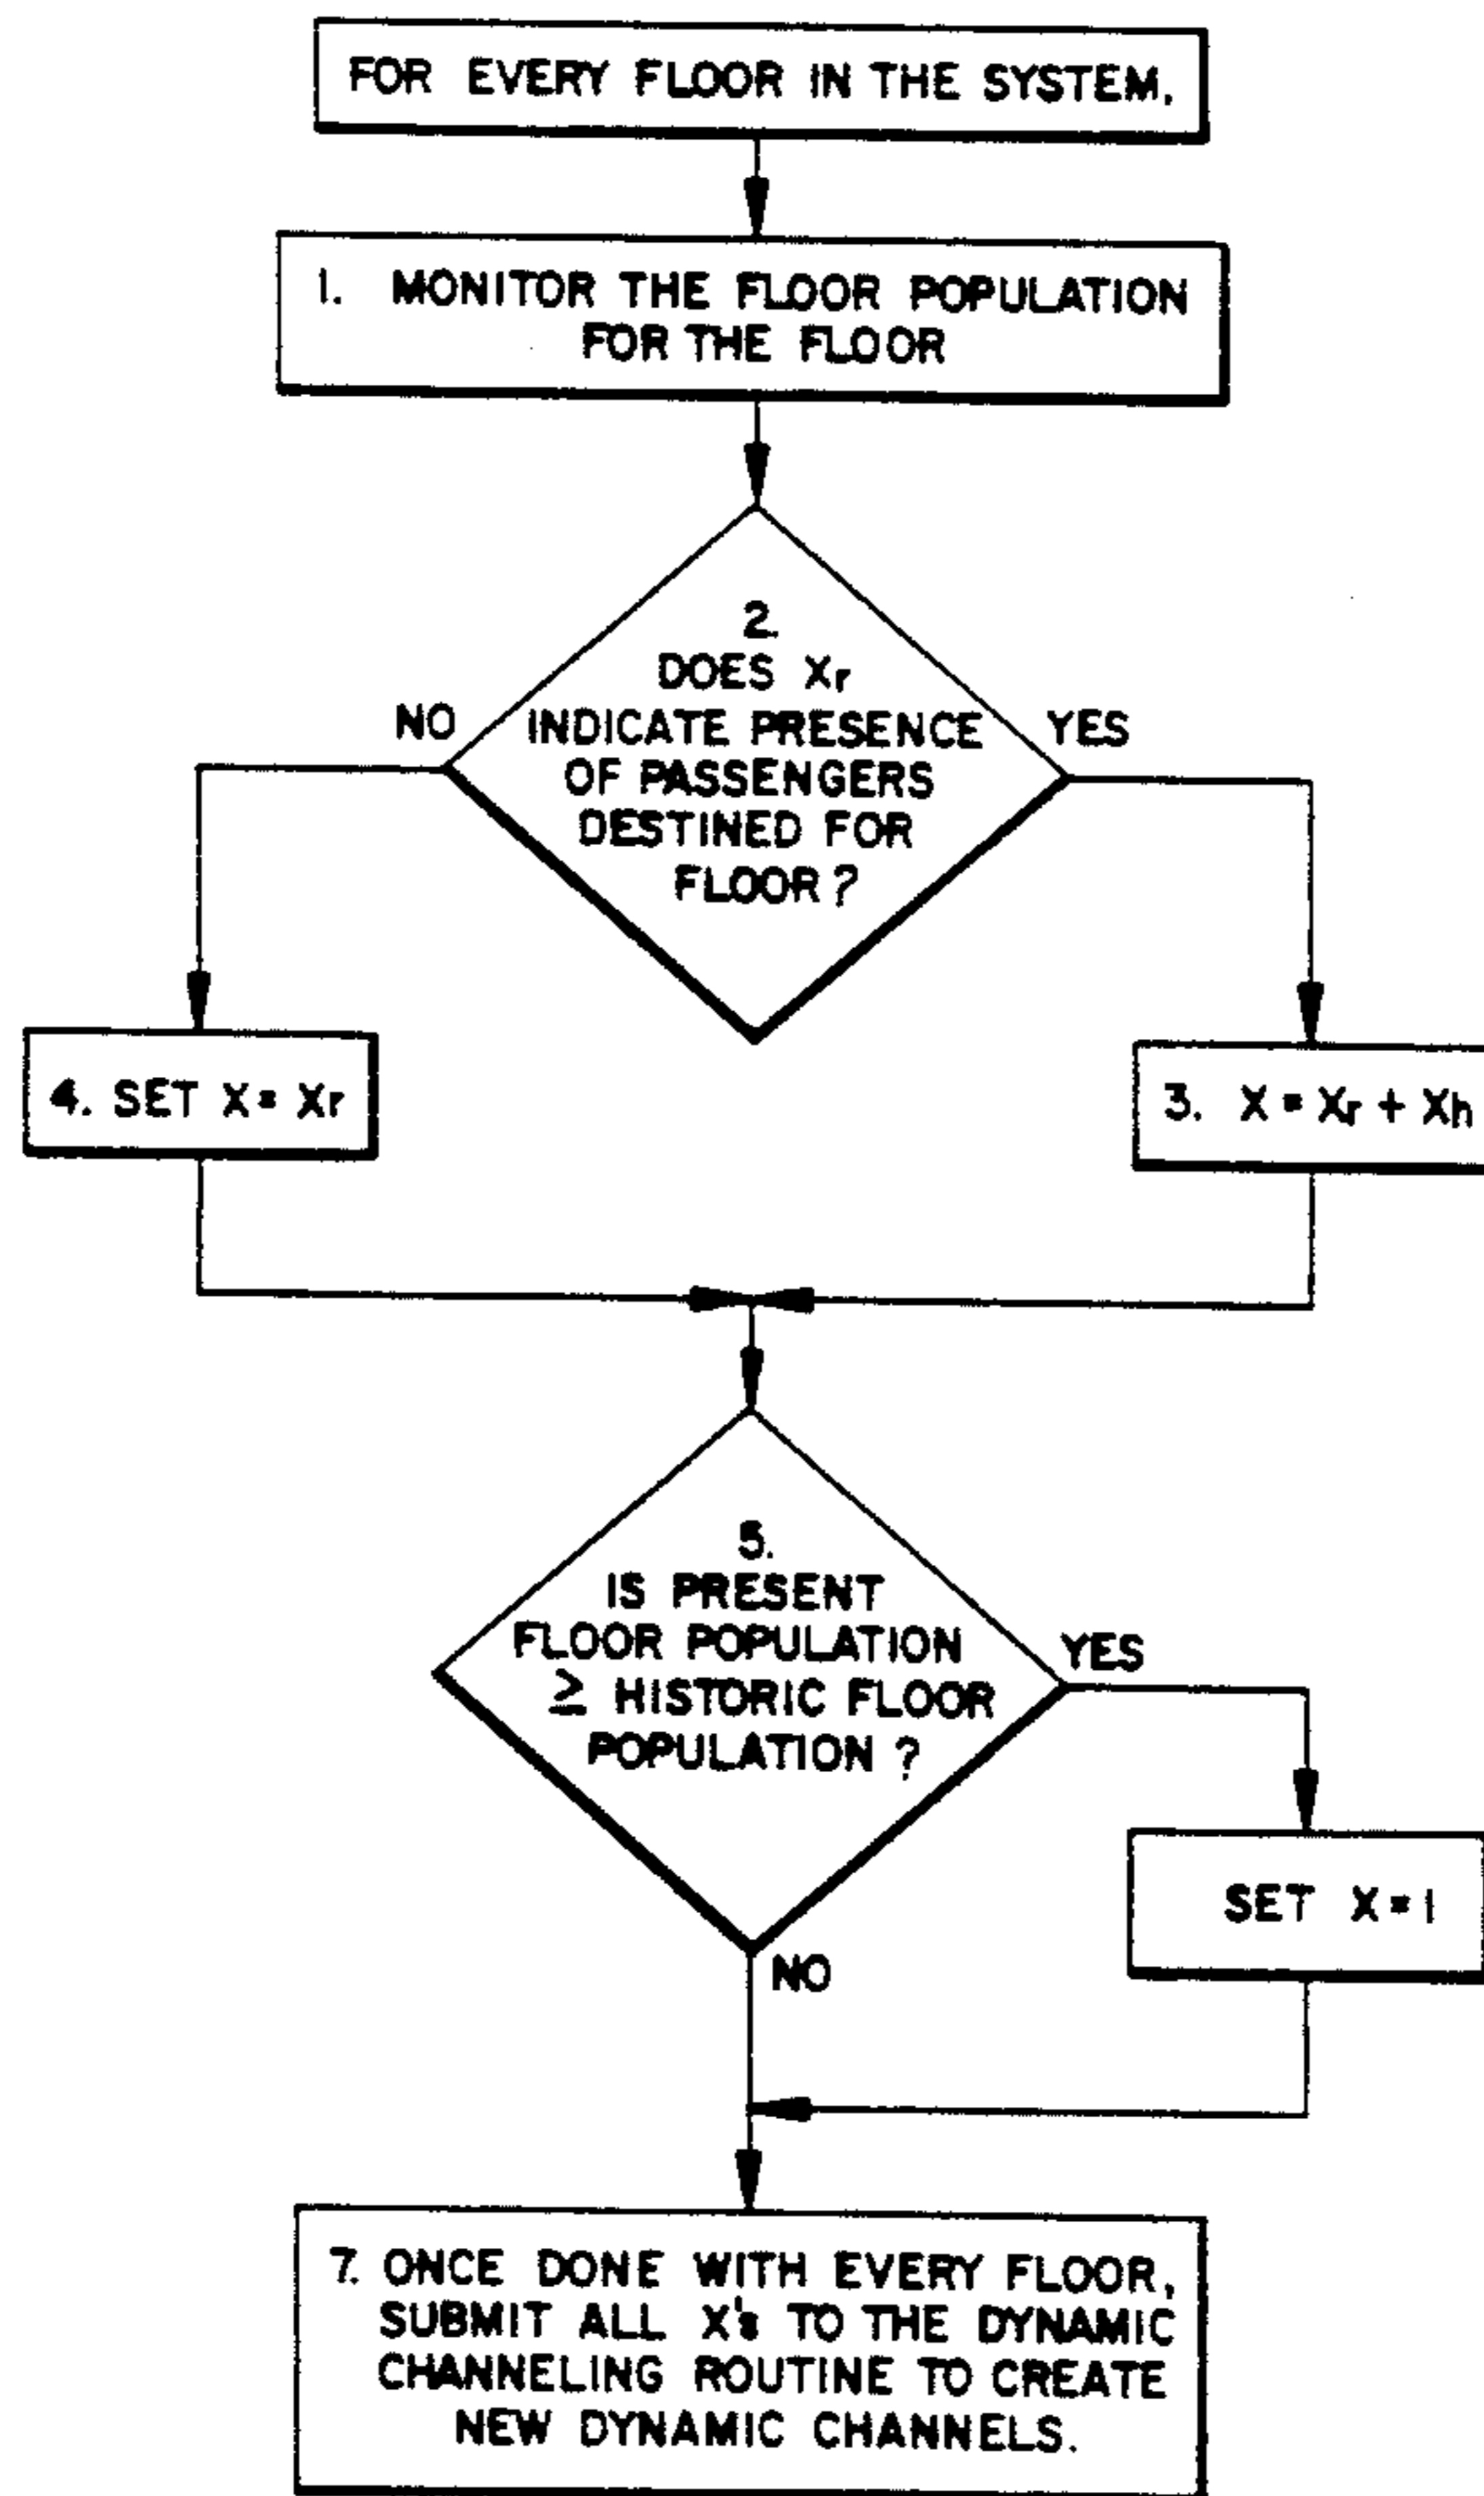 FOR EVERY FLOOR IN THE SYSTEM,
1. MONITOR THE FLOOR POPULATION
FOR THE FLOOR
2.
DOES Xr
INDICATE PRESENCE
OF PASSENGERS
DESTINED FOR
FLOOR?
NO
YES
4. SET X = Xr
3. X = Xr + Xh
5.
IS PRESENT
FLOOR POPULATION
≥ HISTORIC FLOOR
POPULATION ?
YES
SET X = 1
NO
7. ONCE DONE WITH EVERY FLOOR,
SUBMIT ALL X's TO THE DYNAMIC
CHANNELING ROUTINE TO CREATE
NEW DYNAMIC CHANNELS.